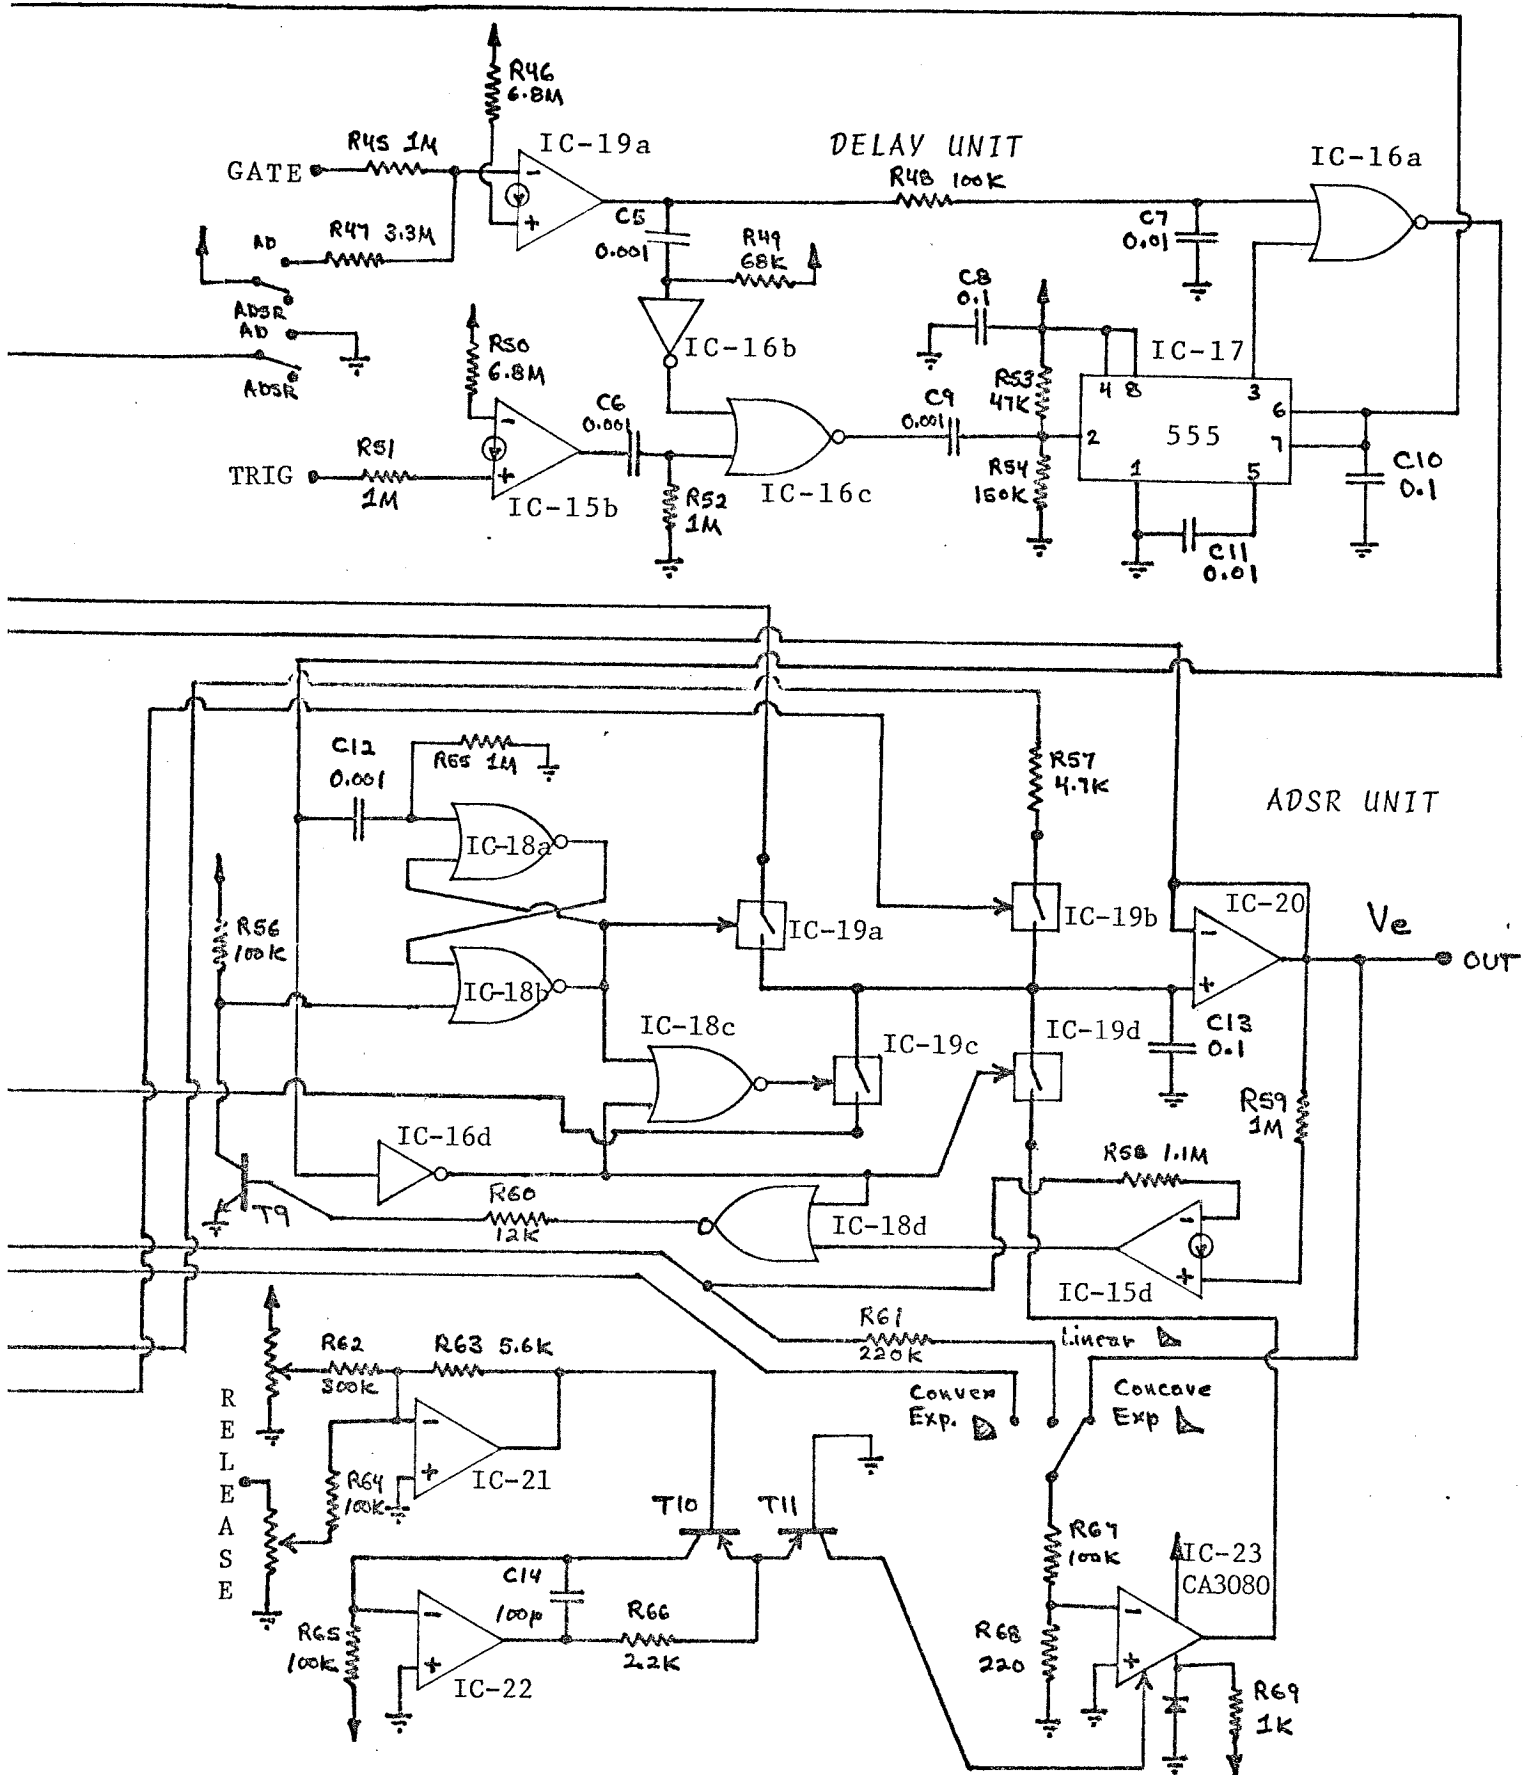 R46
6.8M
R45 1M
IC-19a
GATE
DELAY UNIT
R48 100K
IC-16a
R47 3.3M
AD
C5
0.001
R49
68K
C7
0.01
ADSR
AD
ADSR
C8
0.1
IC-16b
IC-17
R50
6.8M
R53
47K
4 8 3
C6
0.001
C9
0.001
6
2 555 7
R51
1M
TRIG
R54
150K
1 5
C10
0.1
IC-16c
IC-15b
R52
1M
C11
0.01
C12
0.001
R55 1M
R57
4.7K
ADSR UNIT
IC-18a
IC-20
Ve
R56
100K
IC-19a
IC-19b
OUT
IC-18b
IC-18c
IC-19c
IC-19d
C13
0.1
R59
1M
IC-16d
R58 1.1M
R60
12K
T9
IC-18d
IC-15d
R61
220K
Linear
R62
300K
R63 5.6K
Convex
Exp.
Concave
Exp
RELEASE
R64
100K
IC-21
T10 T11
R67
100K
IC-23
CA3080
C14
100p
R66
2.2K
R65
100K
IC-22
R68
220
R69
1K